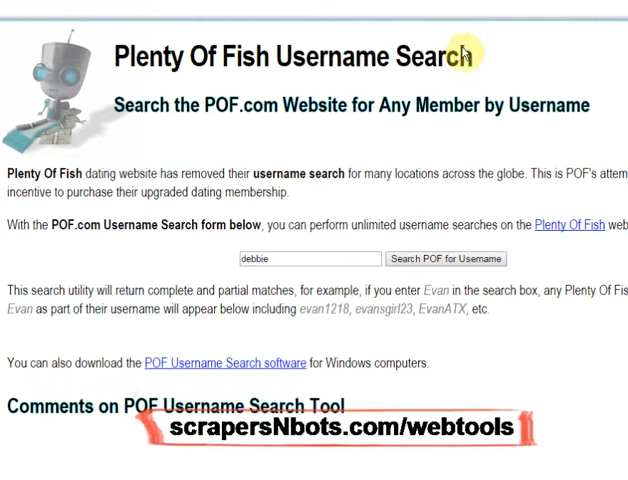 Plenty Of Fish Username Search
Search the POF.com Website for Any Member by Username
Plenty Of Fish dating website has removed their username search for many locations across the globe. This is POF's
incentive to purchase their upgraded dating membership.
With the POF.com Username Search form below, you can perform unlimited username searches on the Plenty Of Fish
debbie Search POF for Username
This search utility will return complete and partial matches, for example, if you enter Evan in the search box, any Plenty Of
Evan as part of their username will appear below including evan1218, evansgirl23, EvanATX, etc.
You can also download the POF Username Search software for Windows computers.
Comments on POF Username Search Tool
scrapersNbots.com/webtools